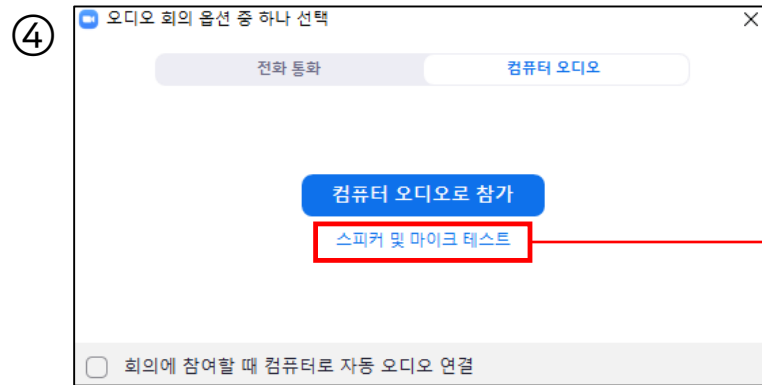 ④
오디오 회의 옵션 중 하나 선택
전화 통화
컴퓨터 오디오
컴퓨터 오디오로 참가
스피커 및 마이크 테스트
회의에 참여할 때 컴퓨터로 자동 오디오 연결